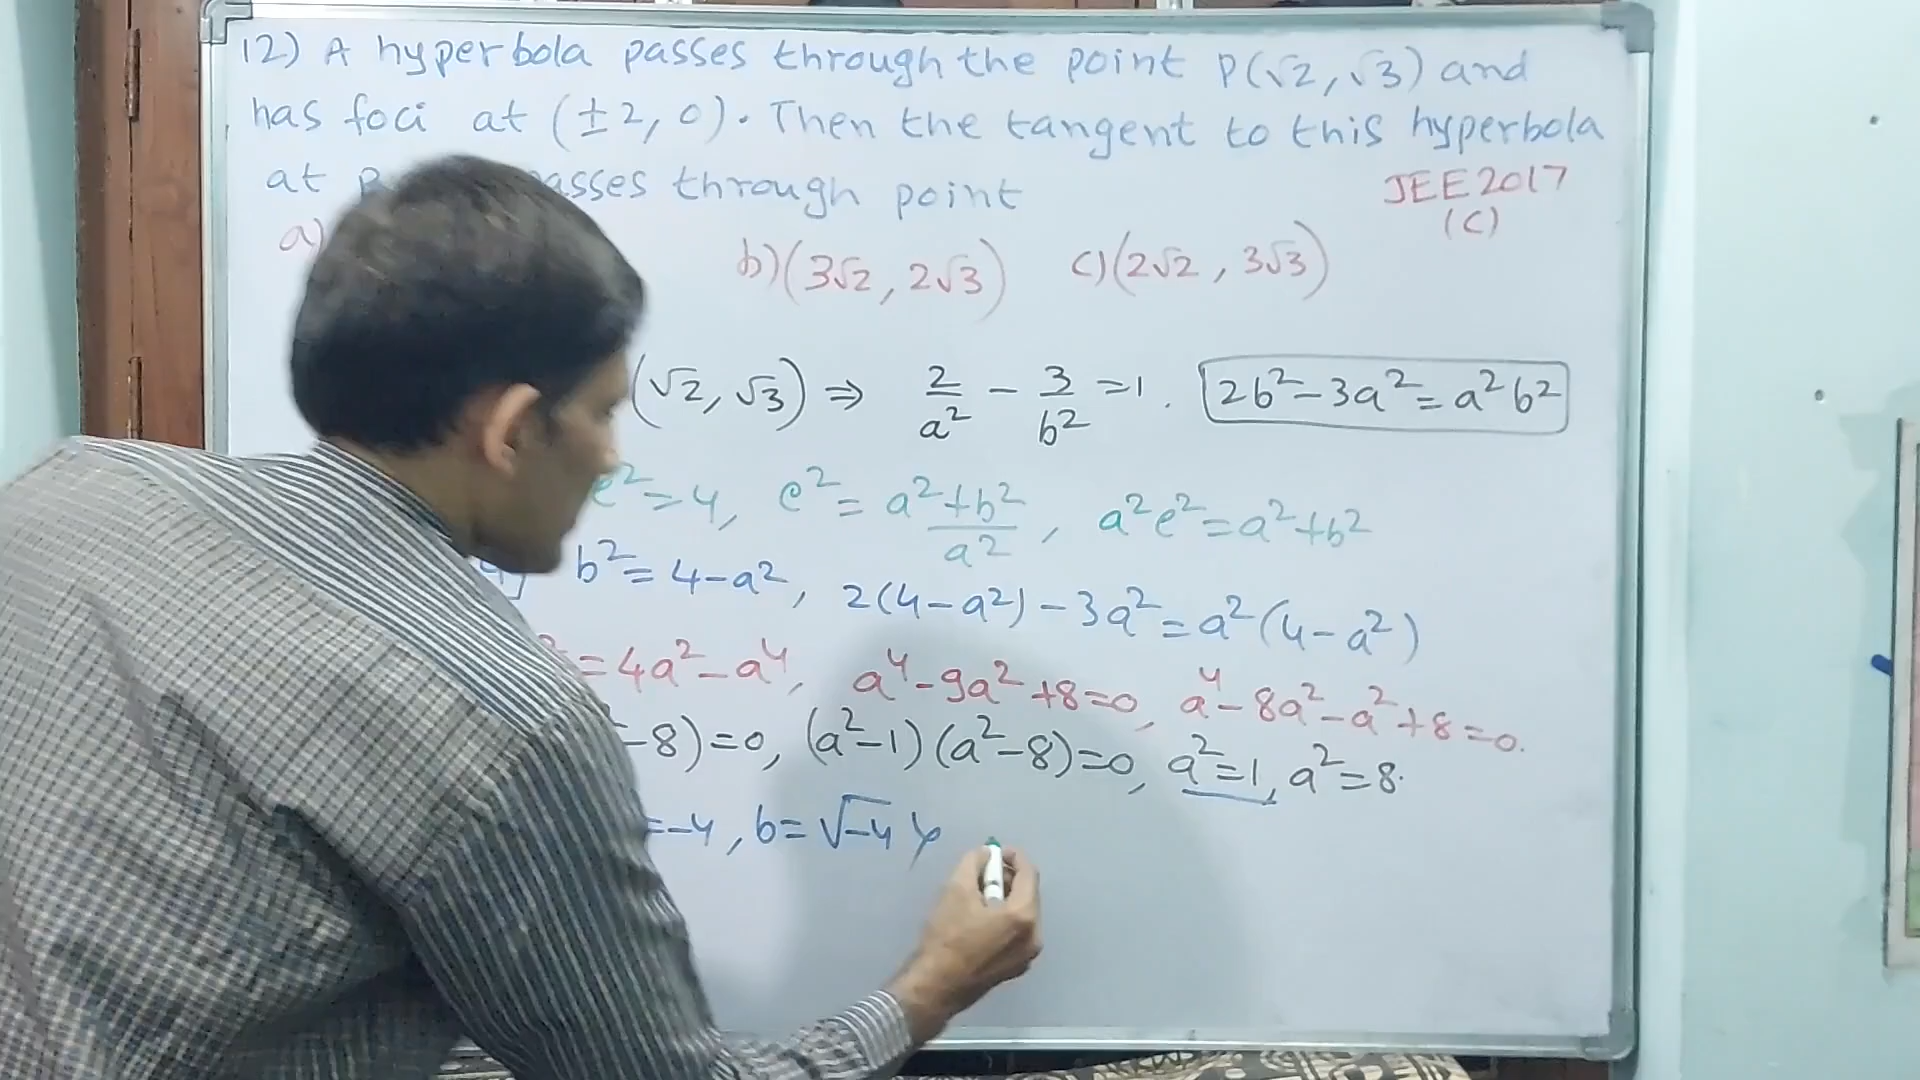 12) A hyperbola passes through the point P(√2, √3) and
has foci at (±2, 0). Then the tangent to this hyperbola
at P passes through point
JEE 2017
(C)
a) b)(3√2, 2√3) c)(2√2, 3√3)
(√2, √3) ⇒ 2/a² - 3/b² = 1. 2b²-3a²=a²b²
e²=4, e²= a²+b²/a², a²e²=a²+b²
b²=4-a², 2(4-a²)-3a²=a²(4-a²)
=4a²-a⁴, a⁴-9a²+8=0, a⁴-8a²-a²+8=0.
-8)=0, (a²-1)(a²-8)=0, a²=1, a²=8.
=-4, b=√-4